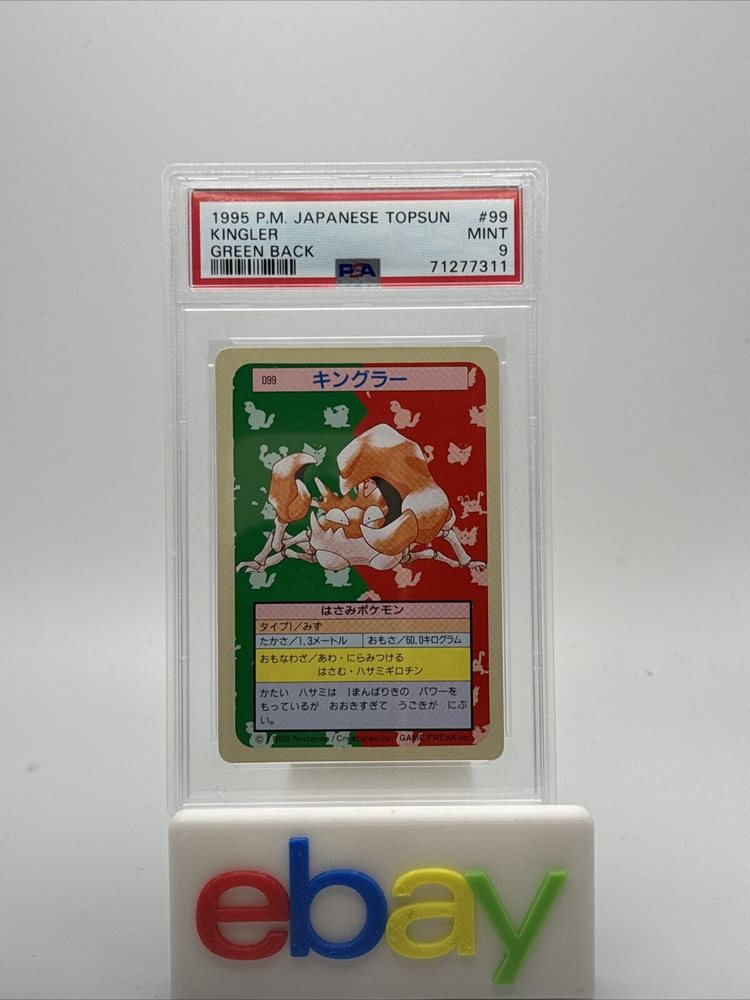 1995 P.M. JAPANESE TOPSUN #99
KINGLER MINT
GREEN BACK 9
PSA 71277311
099 キングラー
はさみポケモン
タイプ1/みず
たかさ/1.3メートル おもさ/60.0キログラム
おもなわざ/あわ・にらみつける
はさむ・ハサミギロチン
かたい ハサミは 1まんばりきの パワーを
もっているが おおきすぎて うごきが にぶ
い。
© 1995 Nintendo/Creatures inc./GAME FREAK inc.
ebay